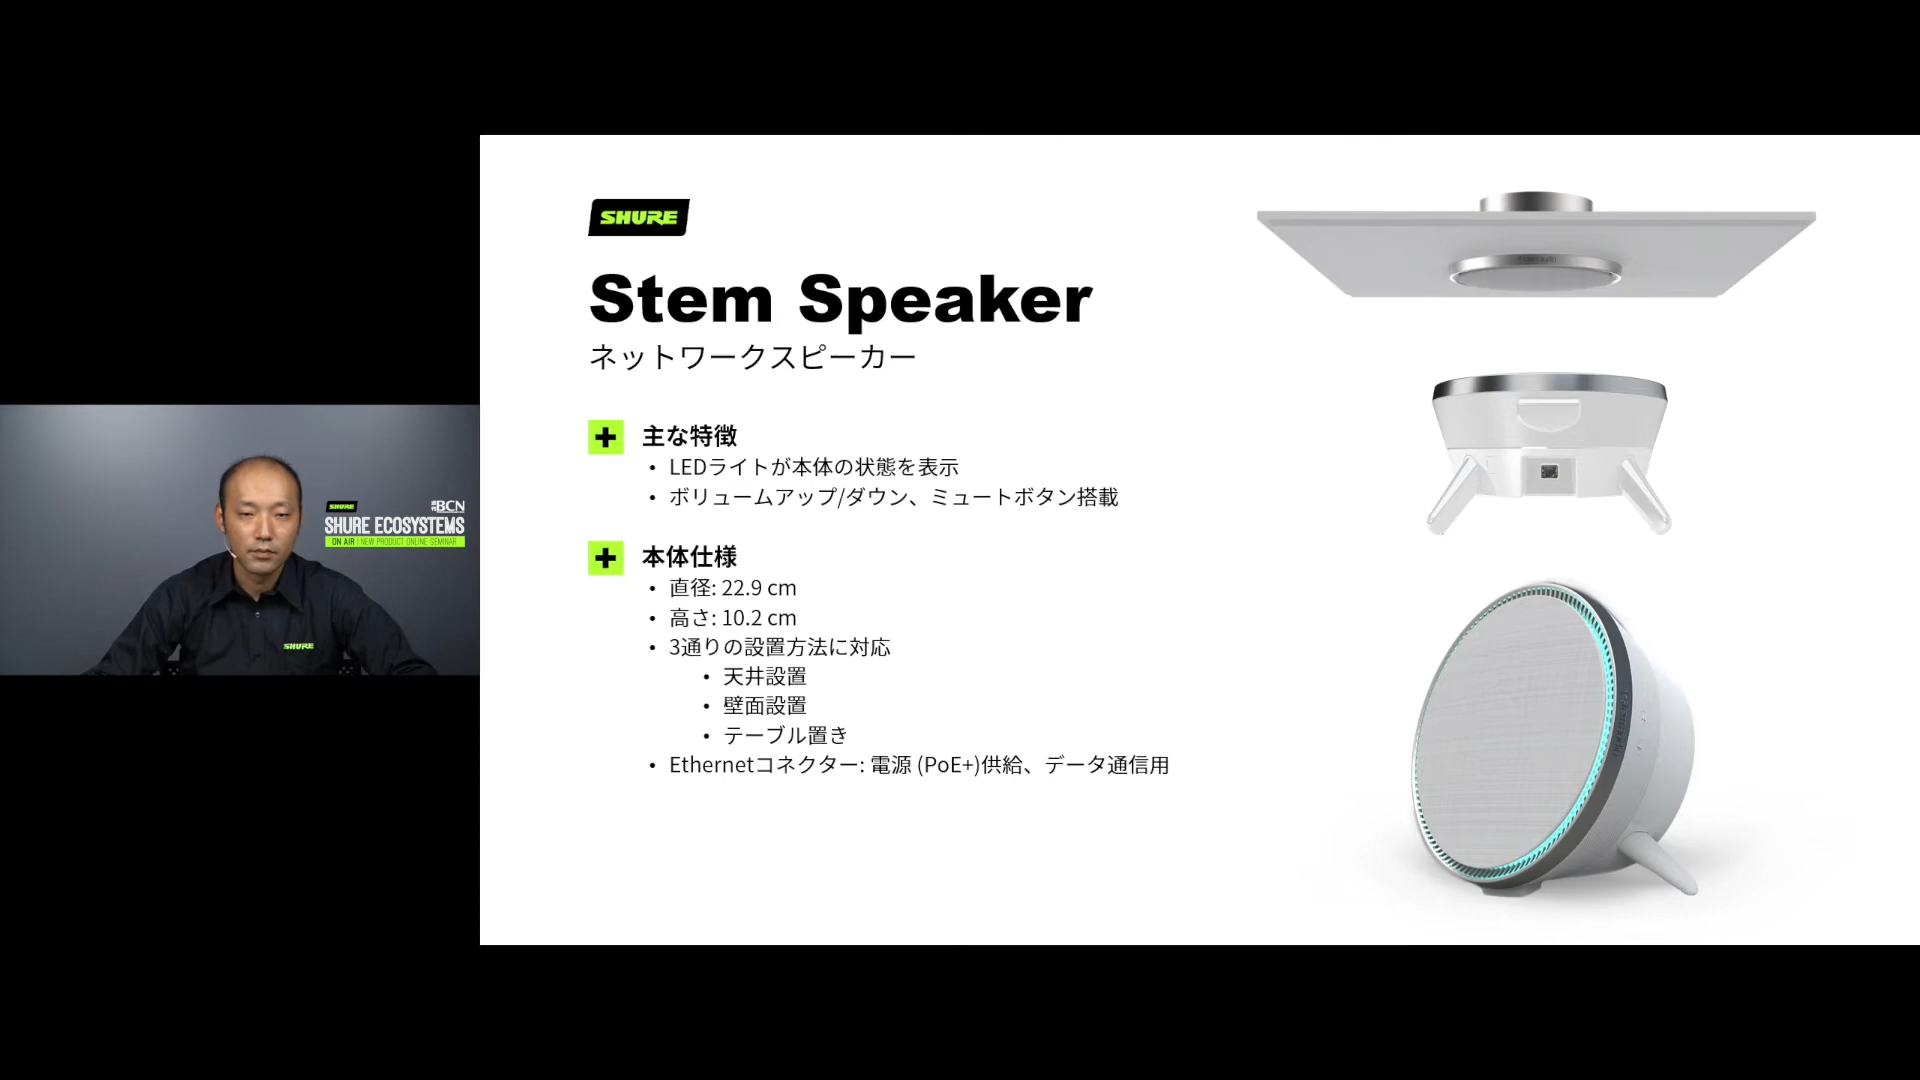 SHURE
Stem Speaker
ネットワークスピーカー
主な特徴
• LEDライトが本体の状態を表示
• ボリュームアップ/ダウン、ミュートボタン搭載
本体仕様
• 直径: 22.9 cm
• 高さ: 10.2 cm
• 3通りの設置方法に対応
• 天井設置
• 壁面設置
• テーブル置き
• Ethernetコネクター: 電源 (PoE+)供給、データ通信用
SHURE
週刊BCN
SHURE ECOSYSTEMS
ON AIR | NEW PRODUCT ONLINE SEMINAR
SHURE